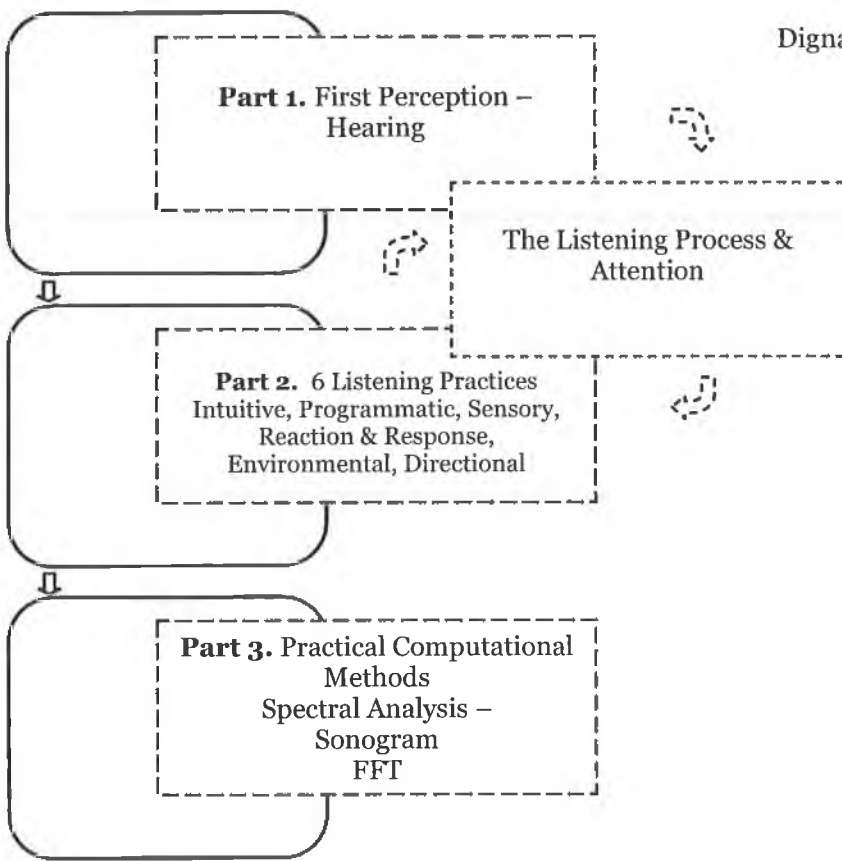 Digna
Part 1. First Perception –
Hearing
The Listening Process &
Attention
Part 2. 6 Listening Practices
Intuitive, Programmatic, Sensory,
Reaction & Response,
Environmental, Directional
Part 3. Practical Computational
Methods
Spectral Analysis –
Sonogram
FFT